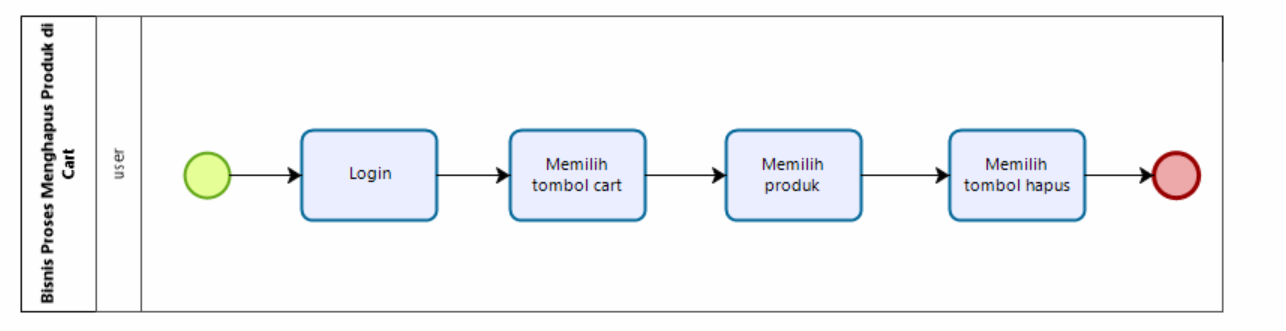 Bisnis Proses Menghapus Produk di
Cart
user
Login
Memilih
tombol cart
Memilih
produk
Memilih
tombol hapus